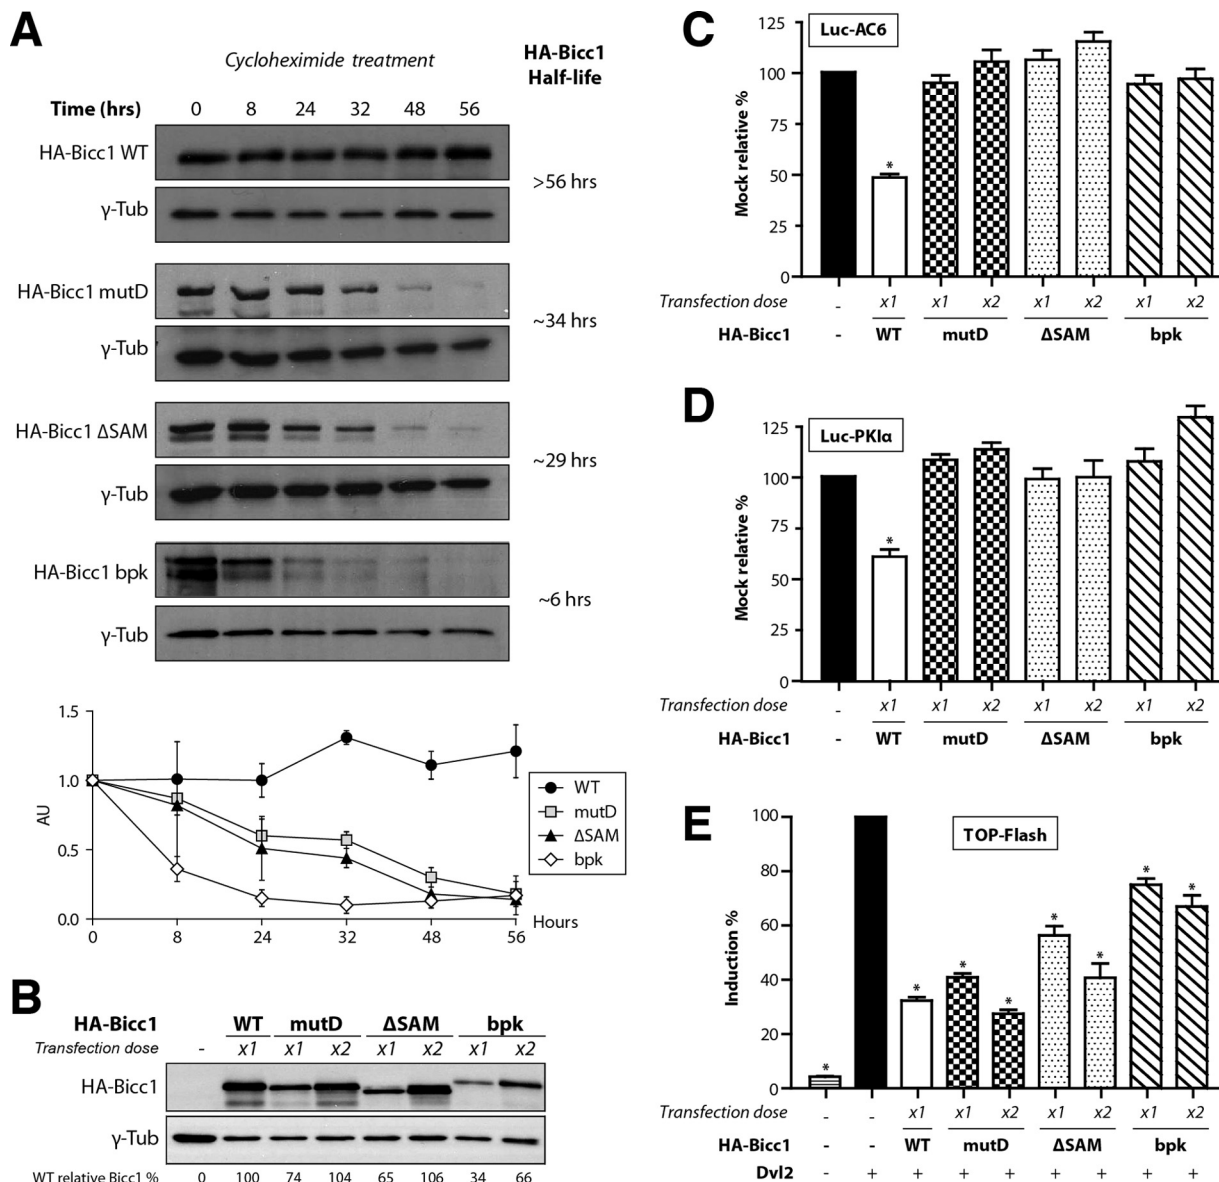 A
Cycloheximide treatment
HA-Bicc1
Half-life
Time (hrs) 0 8 24 32 48 56
HA-Bicc1 WT
γ-Tub
>56 hrs
HA-Bicc1 mutD
γ-Tub
~34 hrs
HA-Bicc1 ΔSAM
γ-Tub
~29 hrs
HA-Bicc1 bpk
γ-Tub
~6 hrs
1.5
1.0
0.5
0.0
AU
0 8 24 32 48 56
Hours
WT
mutD
ΔSAM
bpk
B
HA-Bicc1 WT mutD ΔSAM bpk
Transfection dose - x1 x1 x2 x1 x2 x1 x2
HA-Bicc1
γ-Tub
WT relative Bicc1 % 0 100 74 104 65 106 34 66
C
Luc-AC6
125
100
75
50
25
0
Mock relative %
*
Transfection dose - x1 x1 x2 x1 x2 x1 x2
HA-Bicc1 - WT mutD ΔSAM bpk
D
Luc-PKIα
125
100
75
50
25
0
Mock relative %
*
Transfection dose - x1 x1 x2 x1 x2 x1 x2
HA-Bicc1 - WT mutD ΔSAM bpk
E
TOP-Flash
100
80
60
40
20
0
Induction %
* * * * * * * *
Transfection dose - - x1 x1 x2 x1 x2 x1 x2
HA-Bicc1 - - WT mutD ΔSAM bpk
Dvl2 - + + + + + + + +